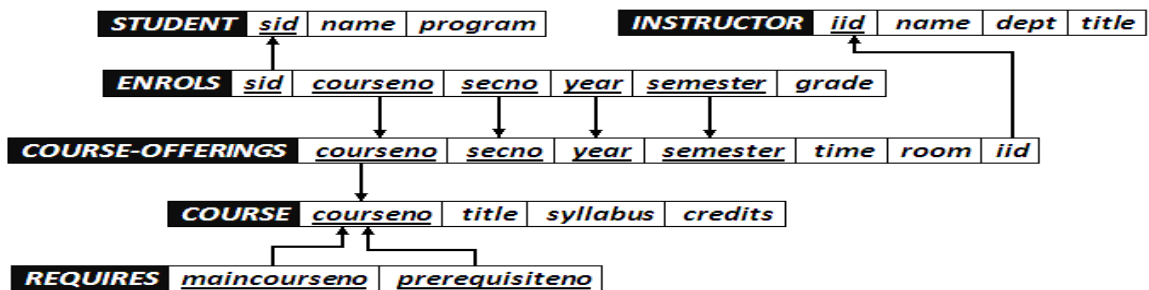 STUDENT sid name program INSTRUCTOR iid name dept title
ENROLS sid courseno secno year semester grade
COURSE-OFFERINGS courseno secno year semester time room iid
COURSE courseno title syllabus credits
REQUIRES maincourseno prerequisiteno